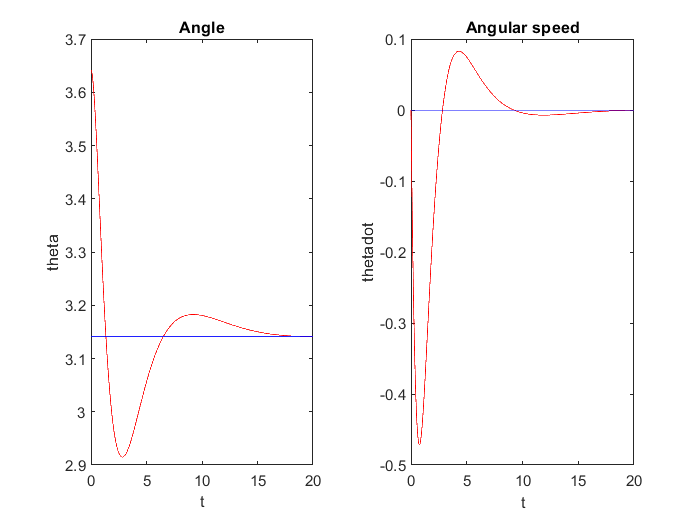 Angle
3.7
3.6
3.5
3.4
3.3
3.2
3.1
3
2.9
theta
0 5 10 15 20
t
Angular speed
0.1
0
-0.1
-0.2
-0.3
-0.4
-0.5
thetadot
0 5 10 15 20
t